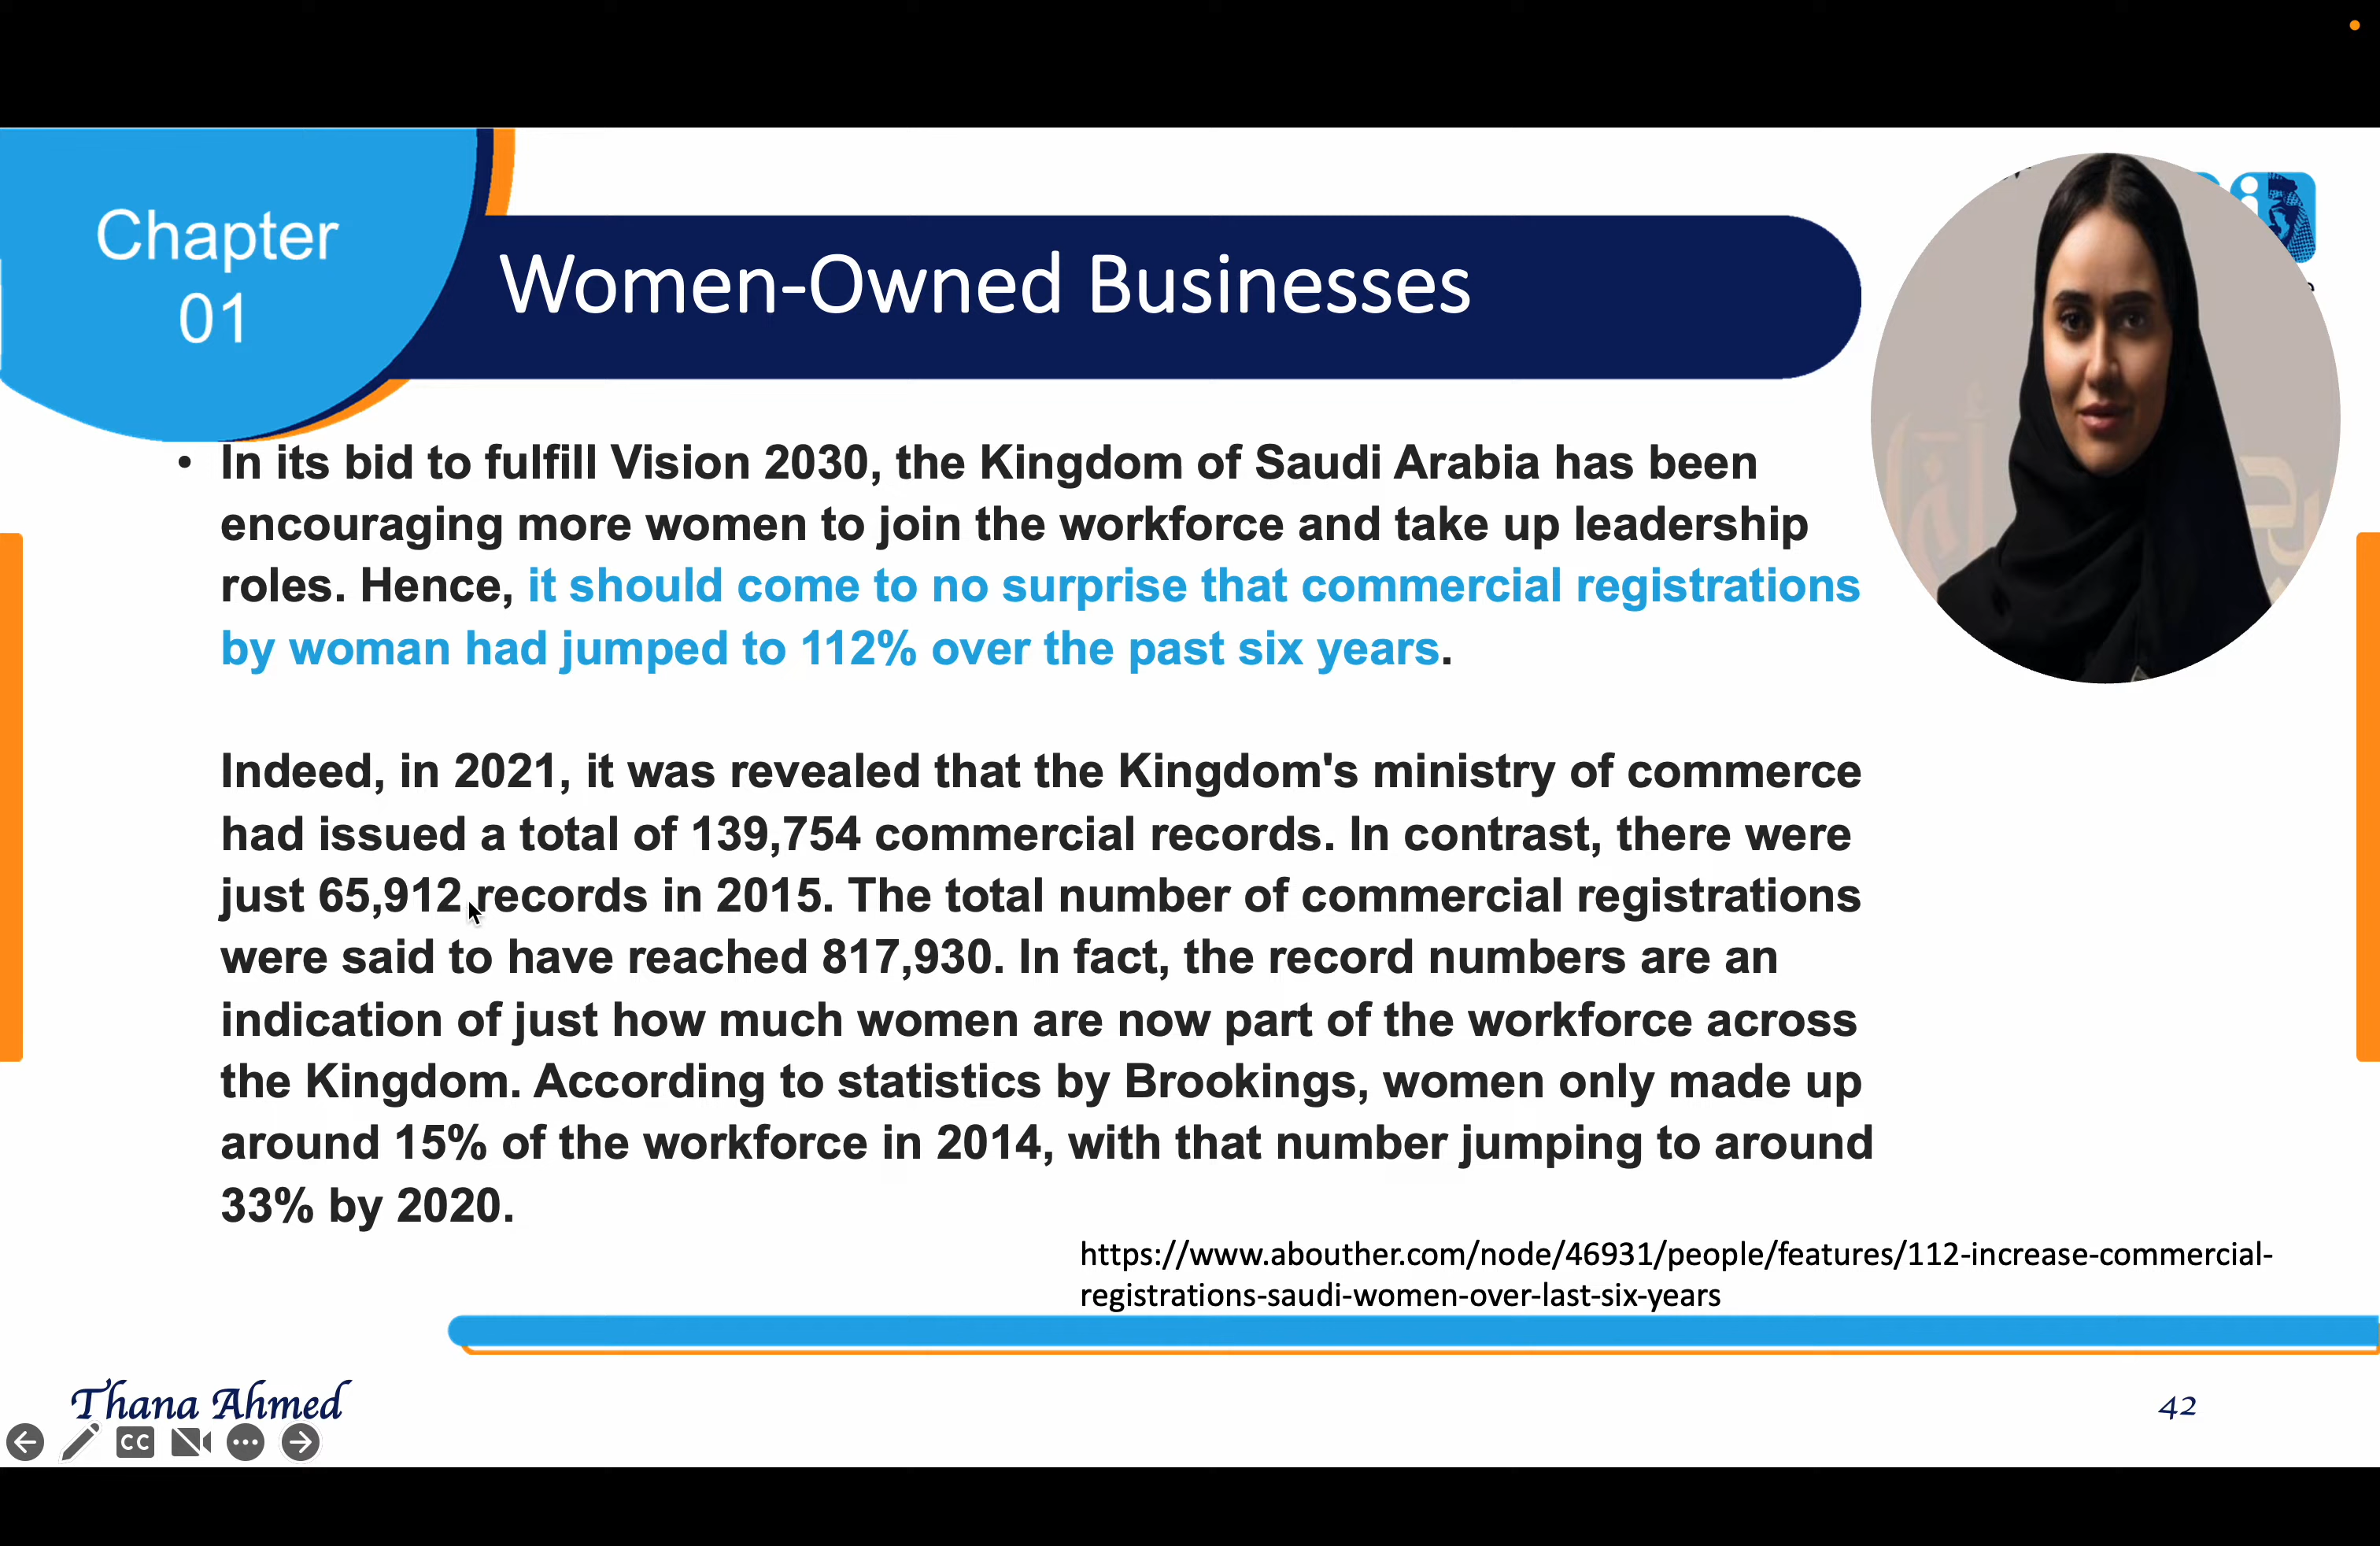 Chapter
01
Women-Owned Businesses
• In its bid to fulfill Vision 2030, the Kingdom of Saudi Arabia has been
encouraging more women to join the workforce and take up leadership
roles. Hence, it should come to no surprise that commercial registrations
by woman had jumped to 112% over the past six years.
Indeed, in 2021, it was revealed that the Kingdom's ministry of commerce
had issued a total of 139,754 commercial records. In contrast, there were
just 65,912 records in 2015. The total number of commercial registrations
were said to have reached 817,930. In fact, the record numbers are an
indication of just how much women are now part of the workforce across
the Kingdom. According to statistics by Brookings, women only made up
around 15% of the workforce in 2014, with that number jumping to around
33% by 2020.
https://www.abouther.com/node/46931/people/features/112-increase-commercial-
registrations-saudi-women-over-last-six-years
Thana Ahmed
42
CC